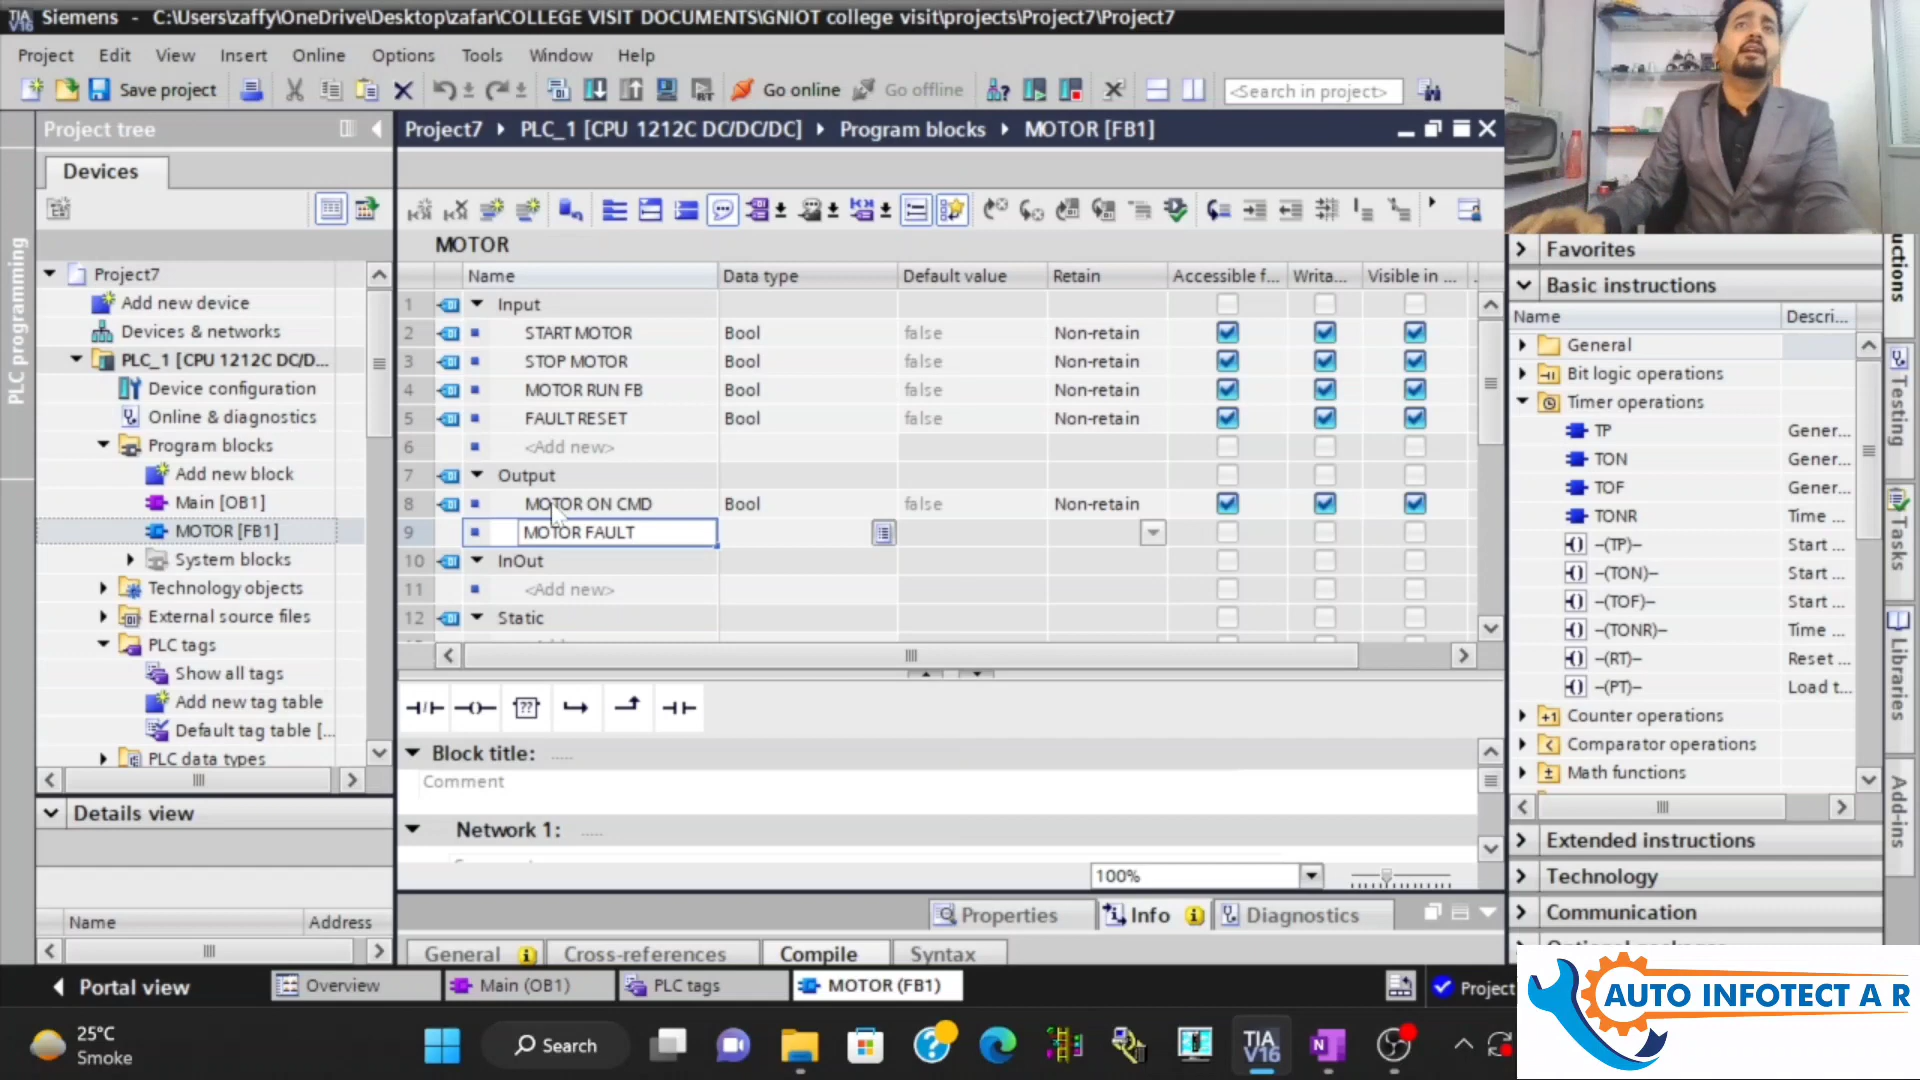 Siemens - C:\Users\zaffy\OneDrive\Desktop\zafar\COLLEGE VISIT DOCUMENTS\GNIOT college visit\projects\Project7\Project7
TIA V16
Project Edit View Insert Online Options Tools Window Help
Save project
Go online
Go offline
<Search in project>
Project tree
Devices
PLC programming
Project7
Add new device
Devices & networks
PLC_1 [CPU 1212C DC/D...
Device configuration
Online & diagnostics
Program blocks
Add new block
Main [OB1]
MOTOR [FB1]
System blocks
Technology objects
External source files
PLC tags
Show all tags
Add new tag table
Default tag table [...
PLC data types
Details view
Name Address
Project7 PLC_1 [CPU 1212C DC/DC/DC] Program blocks MOTOR [FB1]
MOTOR
Name Data type Default value Retain Accessible f... Writa... Visible in ...
1 Input
2 START MOTOR Bool false Non-retain
3 STOP MOTOR Bool false Non-retain
4 MOTOR RUN FB Bool false Non-retain
5 FAULT RESET Bool false Non-retain
6 <Add new>
7 Output
8 MOTOR ON CMD Bool false Non-retain
9 MOTOR FAULT
10 InOut
11 <Add new>
12 Static
??
Block title: .....
Comment
Network 1: .....
100%
Properties Info Diagnostics
General Cross-references Compile Syntax
Favorites
Basic instructions
Name Descri...
General
Bit logic operations
Timer operations
TP Gener...
TON Gener...
TOF Gener...
TONR Time ...
–(TP)– Start ...
–(TON)– Start ...
–(TOF)– Start ...
–(TONR)– Time ...
–(RT)– Reset ...
–(PT)– Load t...
Counter operations
Comparator operations
Math functions
Extended instructions
Technology
Communication
Testing
Tasks
Libraries
Add-ins
Portal view Overview Main (OB1) PLC tags MOTOR (FB1) Project
AUTO INFOTECT A R
25°C
Smoke
Search
TIA V16